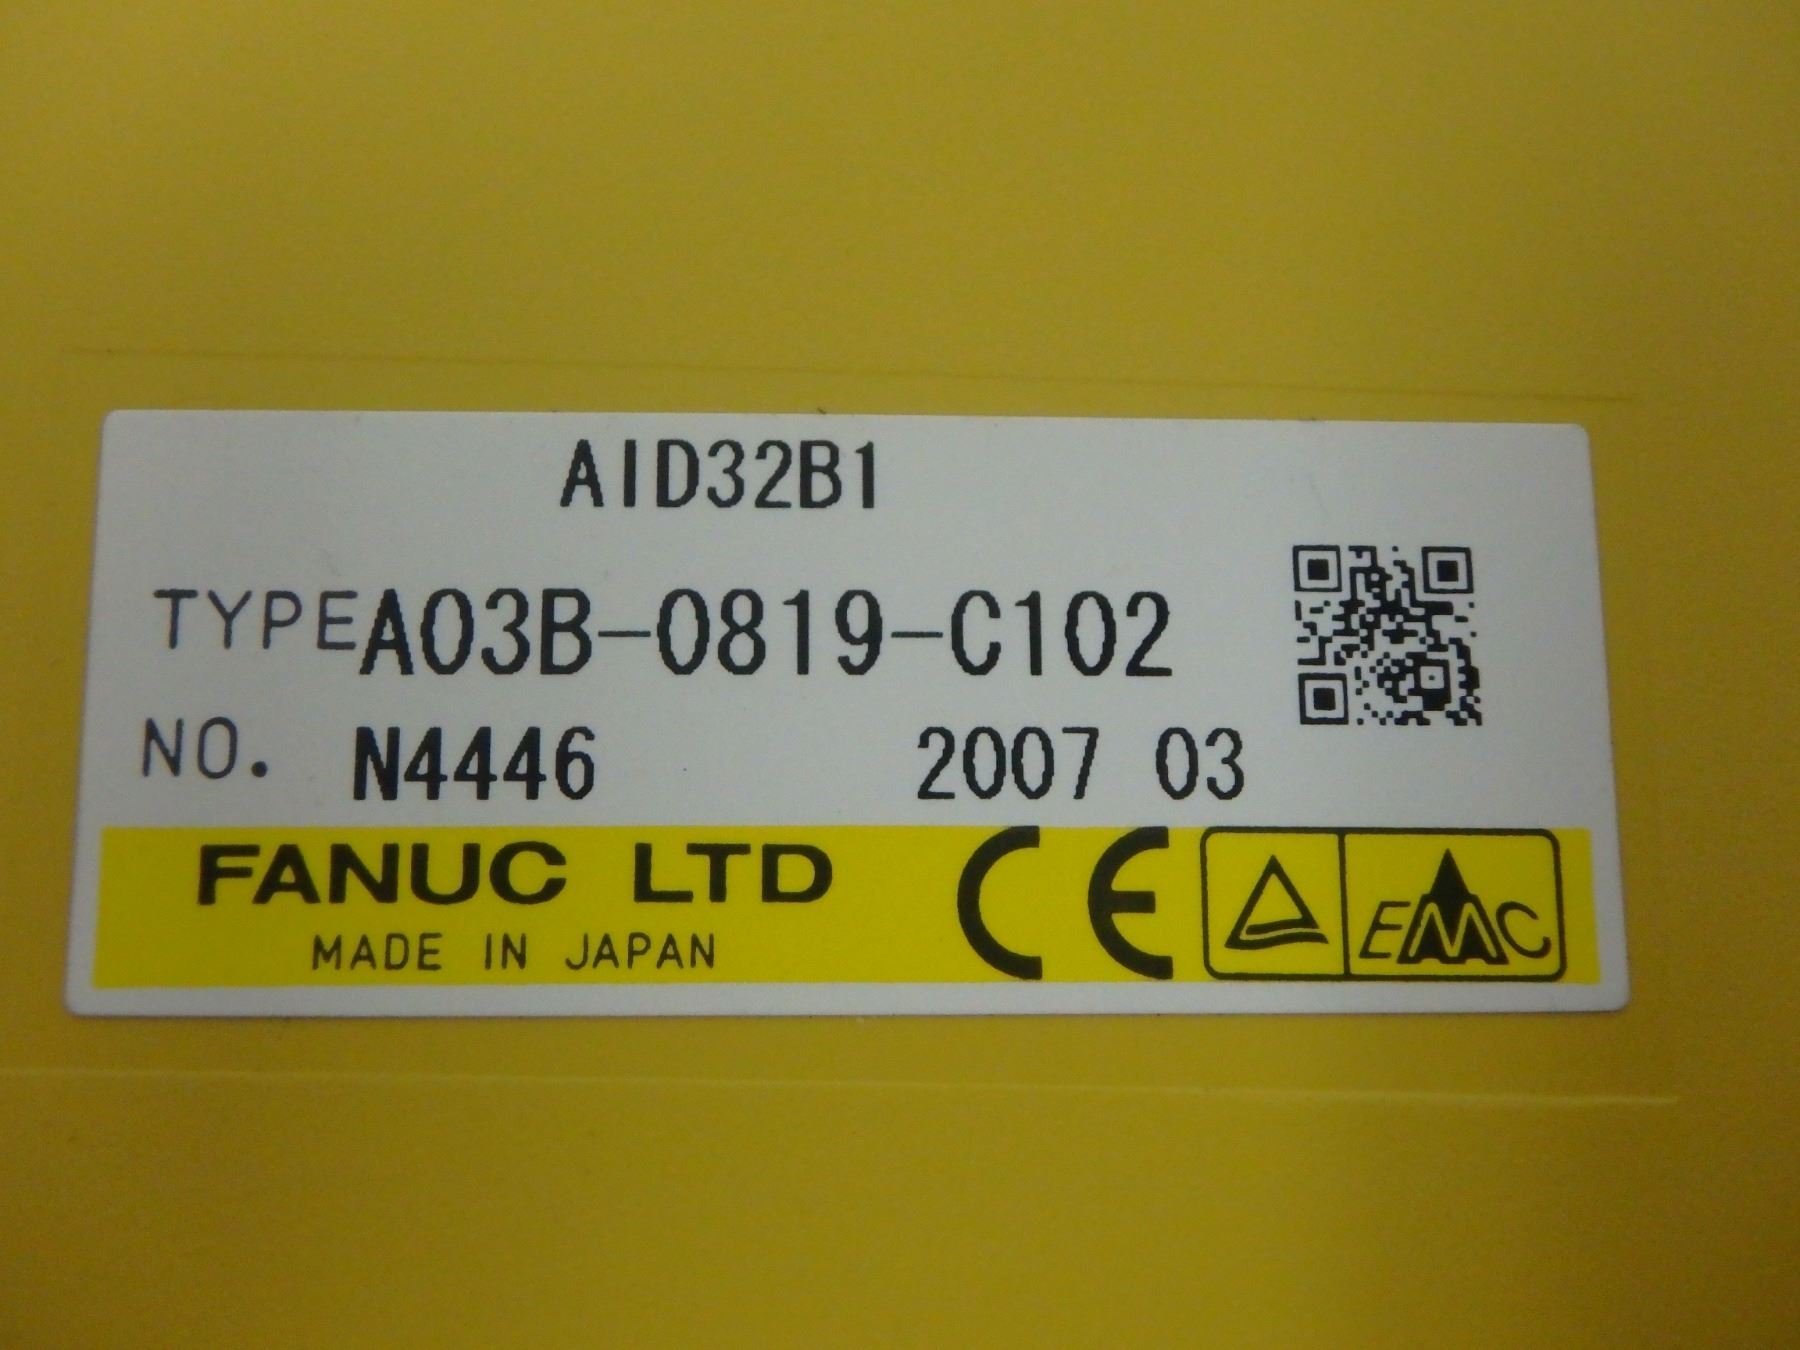 AID32B1
TYPE A03B-0819-C102
NO. N4446 2007 03
FANUC LTD CE
MADE IN JAPAN EMC